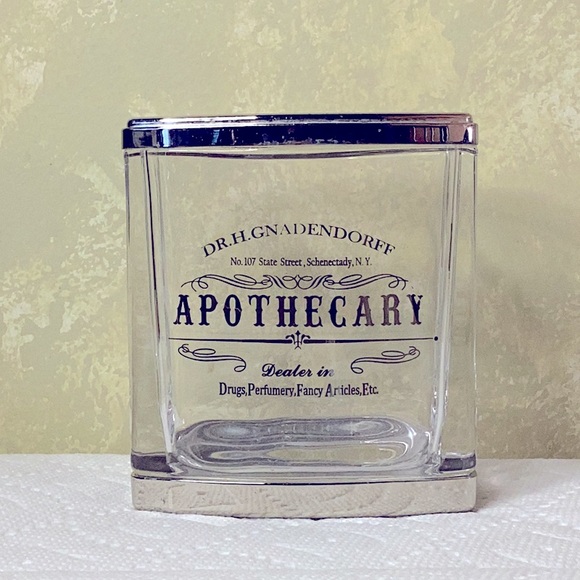 DR.H.GNADENDORFF
No. 107 State Street, Schenectady, N.Y.
APOTHECARY
Dealer in
Drugs, Perfumery, Fancy Articles, Etc.